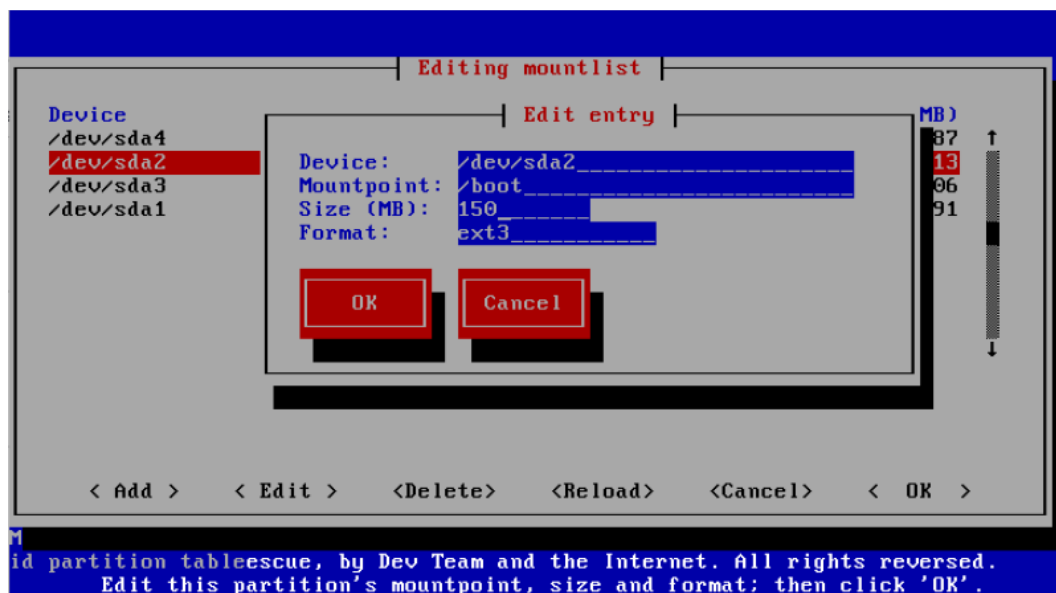 Editing mountlist
Edit entry
Device MB)
/dev/sda4 87 ↑
/dev/sda2 13
/dev/sda3 06
/dev/sda1 91
Device: /dev/sda2
Mountpoint: /boot
Size (MB): 150
Format: ext3
OK Cancel
↓
< Add > < Edit > <Delete> <Reload> <Cancel> < OK >
M
id partition tableescue, by Dev Team and the Internet. All rights reversed.
Edit this partition's mountpoint, size and format; then click 'OK'.